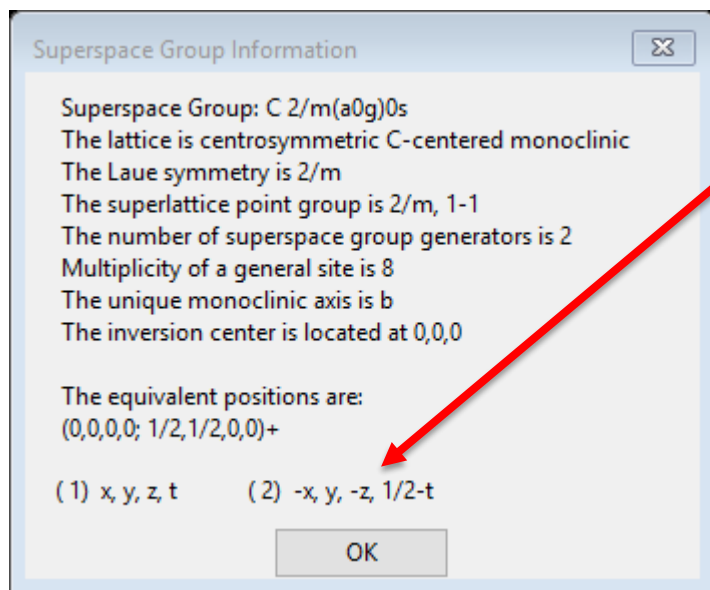 Superspace Group Information
Superspace Group: C 2/m(a0g)0s
The lattice is centrosymmetric C-centered monoclinic
The Laue symmetry is 2/m
The superlattice point group is 2/m, 1-1
The number of superspace group generators is 2
Multiplicity of a general site is 8
The unique monoclinic axis is b
The inversion center is located at 0,0,0
The equivalent positions are:
(0,0,0,0; 1/2,1/2,0,0)+
( 1) x, y, z, t ( 2) -x, y, -z, 1/2-t
OK